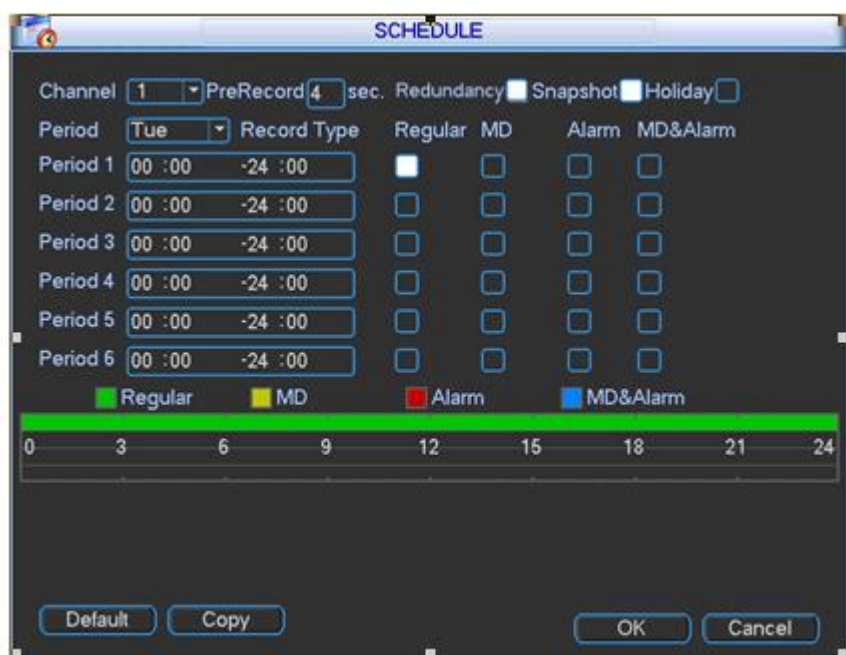 SCHEDULE
Channel 1 PreRecord 4 sec. Redundancy Snapshot Holiday
Period Tue Record Type Regular MD Alarm MD&Alarm
Period 1 00 :00 -24 :00
Period 2 00 :00 -24 :00
Period 3 00 :00 -24 :00
Period 4 00 :00 -24 :00
Period 5 00 :00 -24 :00
Period 6 00 :00 -24 :00
Regular MD Alarm MD&Alarm
0 3 6 9 12 15 18 21 24
Default Copy OK Cancel